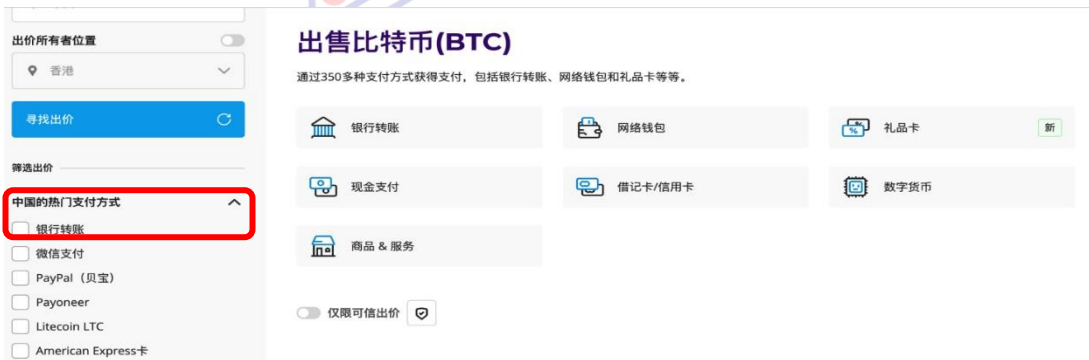 出价所有者位置
香港
寻找出价
筛选出价
中国的热门支付方式
银行转账
微信支付
PayPal（贝宝）
Payoneer
Litecoin LTC
American Express卡
出售比特币(BTC)
通过350多种支付方式获得支付，包括银行转账、网络钱包和礼品卡等等。
银行转账
网络钱包
礼品卡
新
现金支付
借记卡/信用卡
数字货币
商品 & 服务
仅限可信出价